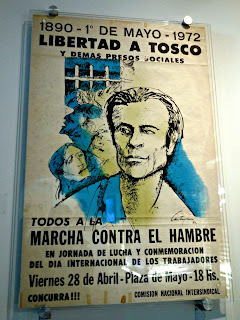 1890 - 1º DE MAYO - 1972
LIBERTAD A TOSCO
Y DEMAS PRESOS SOCIALES
TODOS A LA
MARCHA CONTRA EL HAMBRE
EN JORNADA DE LUCHA Y CONMEMORACION
DEL DIA INTERNACIONAL DE LOS TRABAJADORES
Viernes 28 de Abril - Plaza de Mayo - 18 Hs.
CONCURRA!!! COMISION NACIONAL INTERSINDICAL